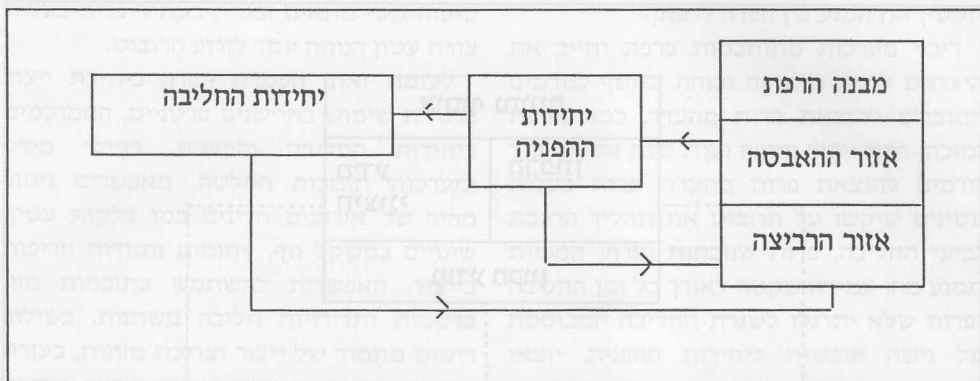 מבנה הרפת
אזור ההאבסה
אזור הרביצה
יחידות
ההפניה
יחידות החליבה